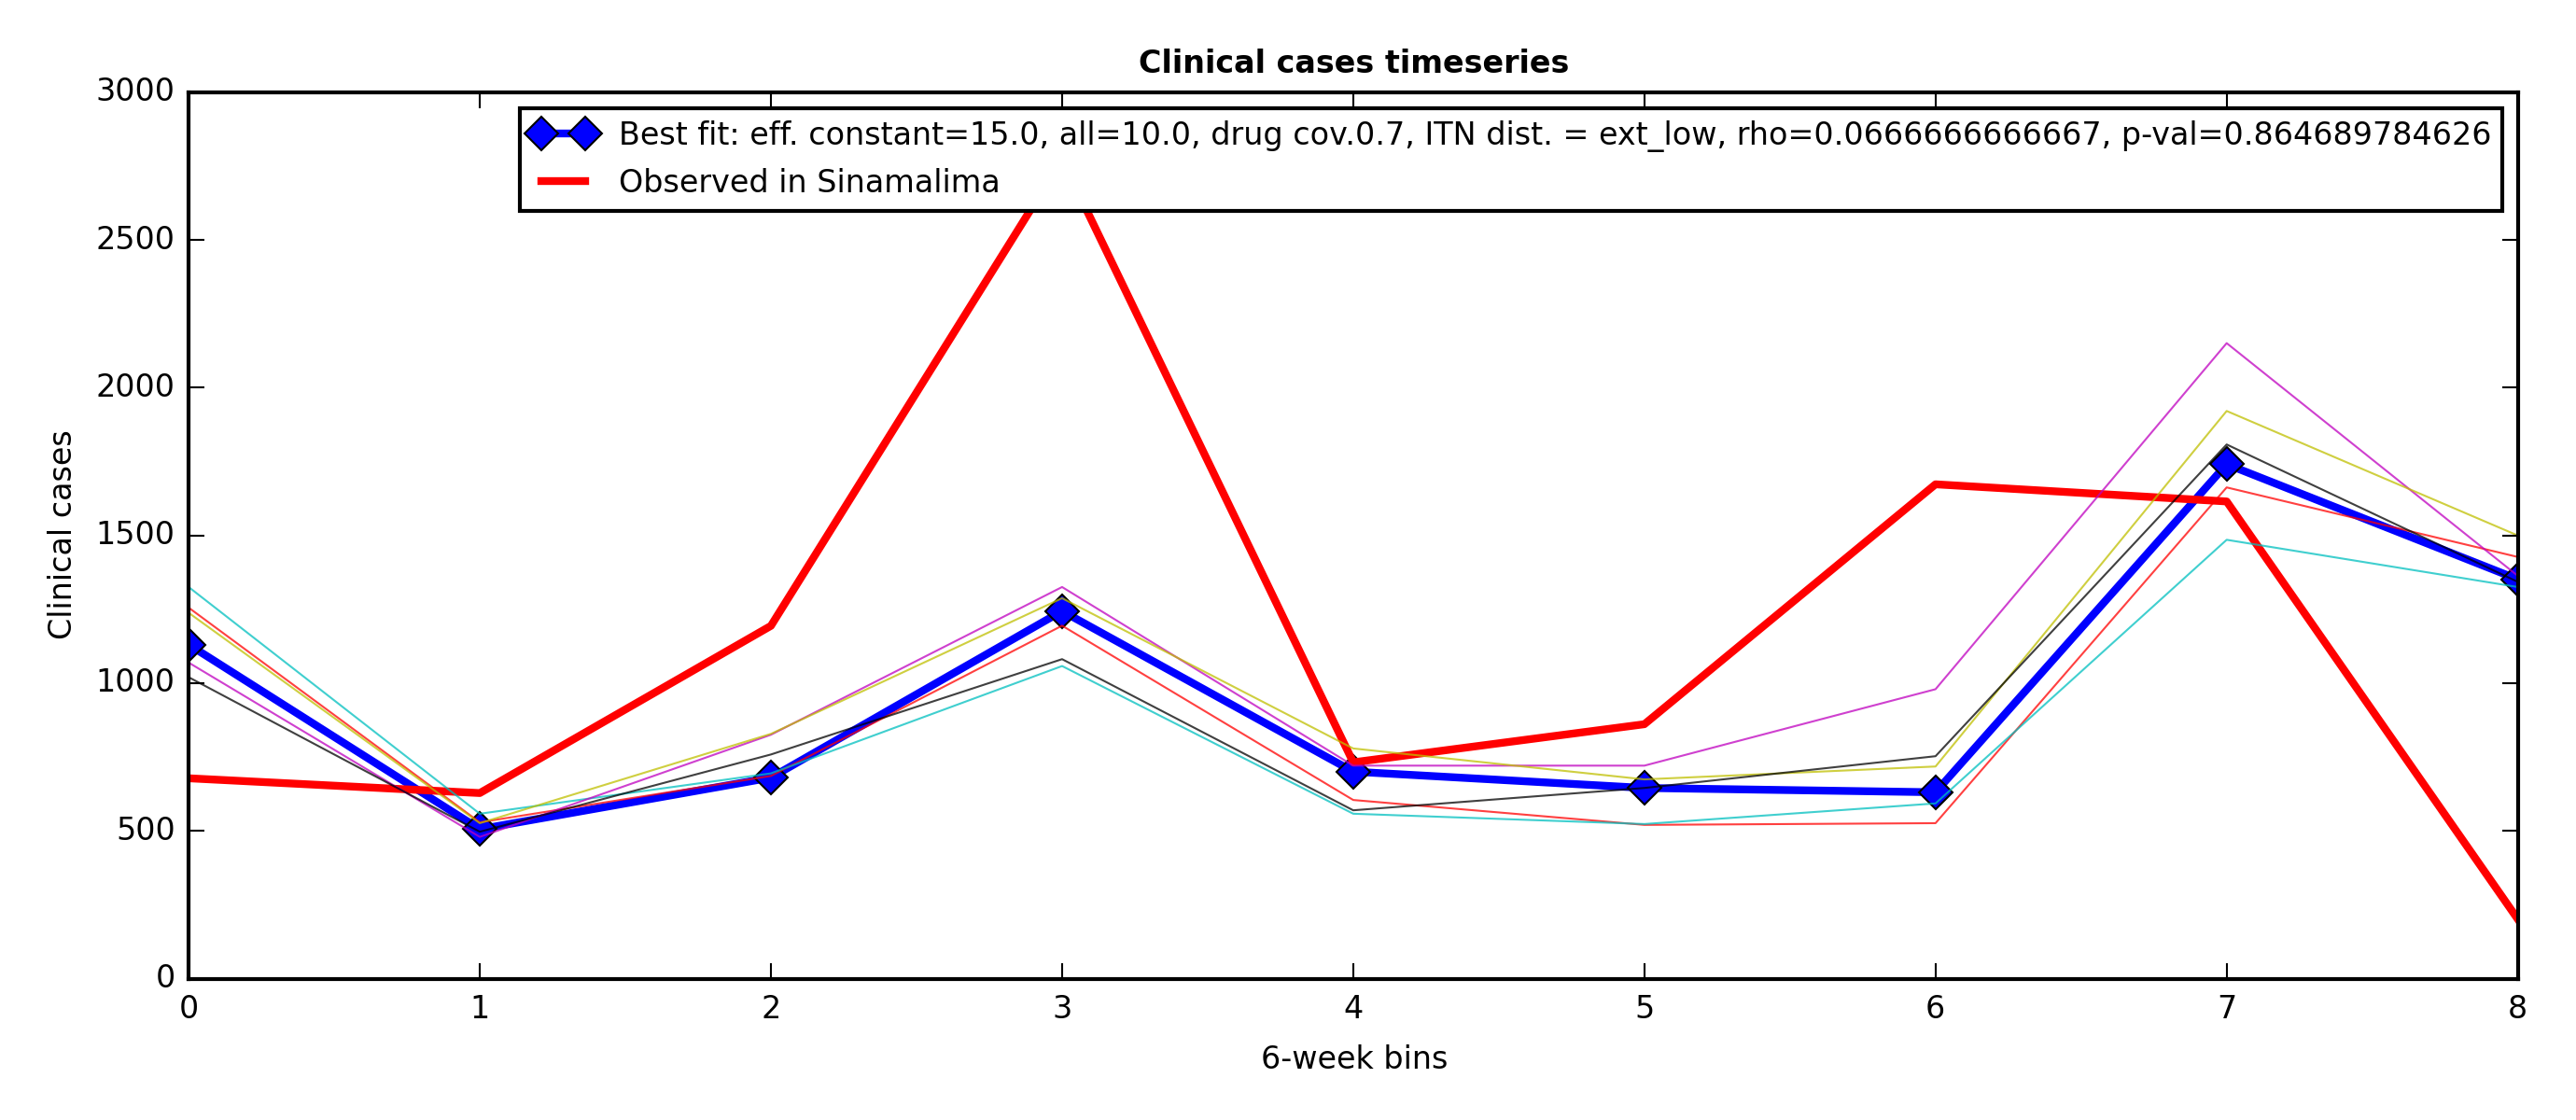 Clinical cases timeseries
3000
2500
2000
1500
1000
500
0
Clinical cases
Best fit: eff. constant=15.0, all=10.0, drug cov.0.7, ITN dist. = ext_low, rho=0.0666666666667, p-val=0.864689784626
Observed in Sinamalima
0 1 2 3 4 5 6 7 8
6-week bins